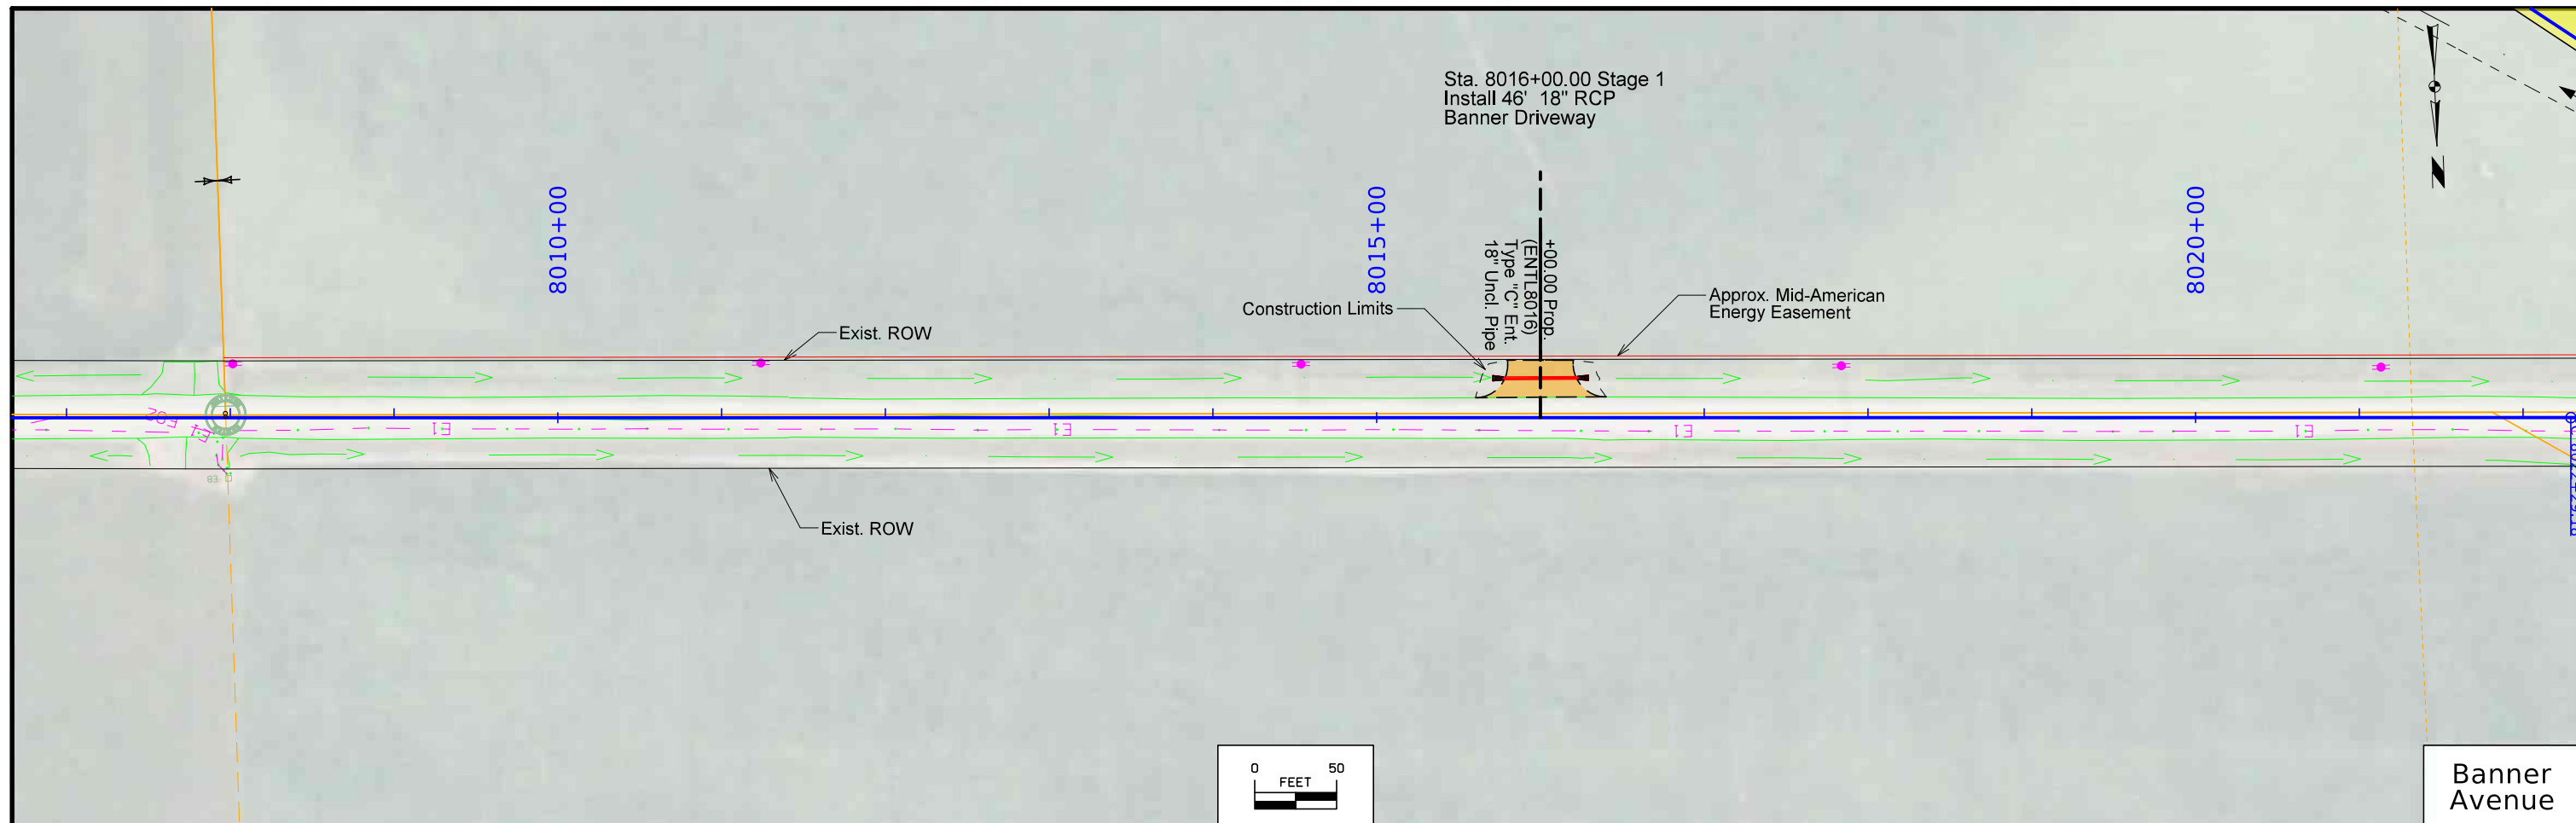 Sta. 8016+00.00 Stage 1
Install 46' 18" RCP
Banner Driveway
8010+00
8015+00
8020+00
+00.00 Prop.
(ENTL8016)
Type "C" Ent.
18" Uncl. Pipe
Construction Limits
Approx. Mid-American
Energy Easement
Exist. ROW
E1
E1
E1
E1
E1
Exist. ROW
N
0 50
FEET
Banner
Avenue